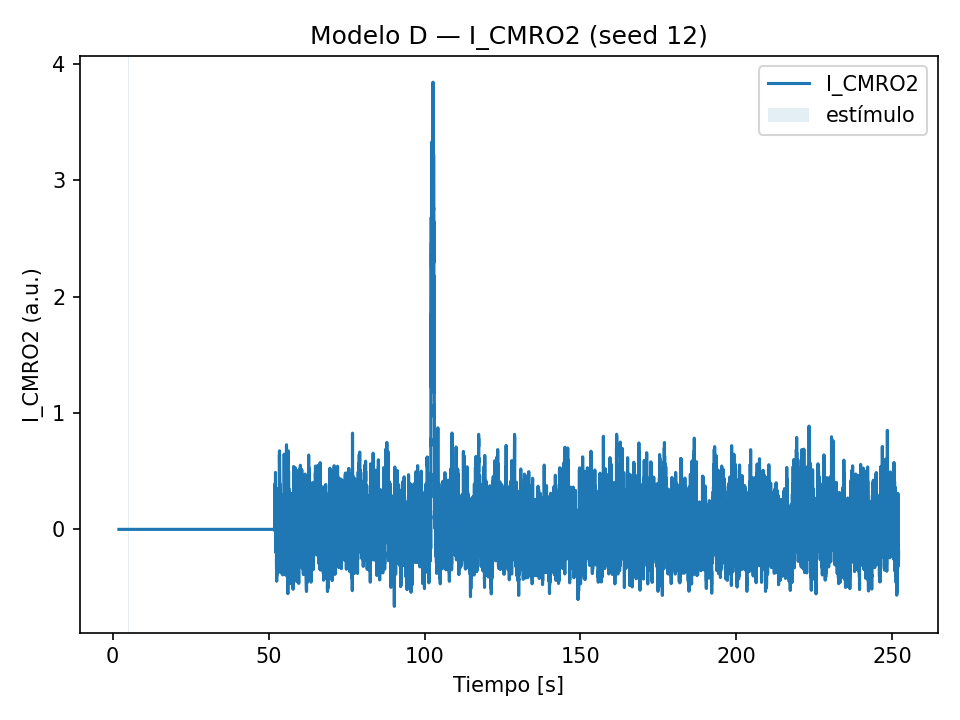 Modelo D — I_CMRO2 (seed 12)
I_CMRO2
estímulo
I_CMRO2 (a.u.)
4
3
2
1
0
0 50 100 150 200 250
Tiempo [s]